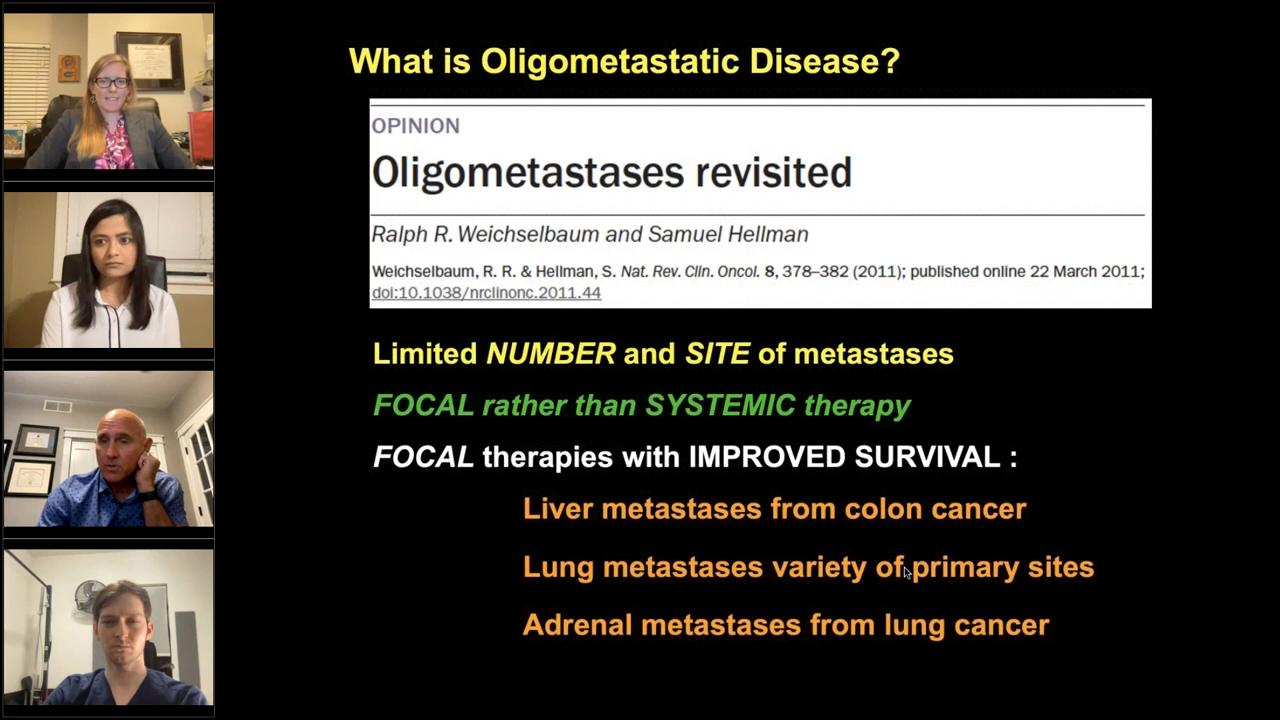 What is Oligometastatic Disease?
OPINION
Oligometastases revisited
Ralph R. Weichselbaum and Samuel Hellman
Weichselbaum, R. R. & Hellman, S. Nat. Rev. Clin. Oncol. 8, 378–382 (2011); published online 22 March 2011;
doi:10.1038/nrclinonc.2011.44
Limited NUMBER and SITE of metastases
FOCAL rather than SYSTEMIC therapy
FOCAL therapies with IMPROVED SURVIVAL :
Liver metastases from colon cancer
Lung metastases variety of primary sites
Adrenal metastases from lung cancer